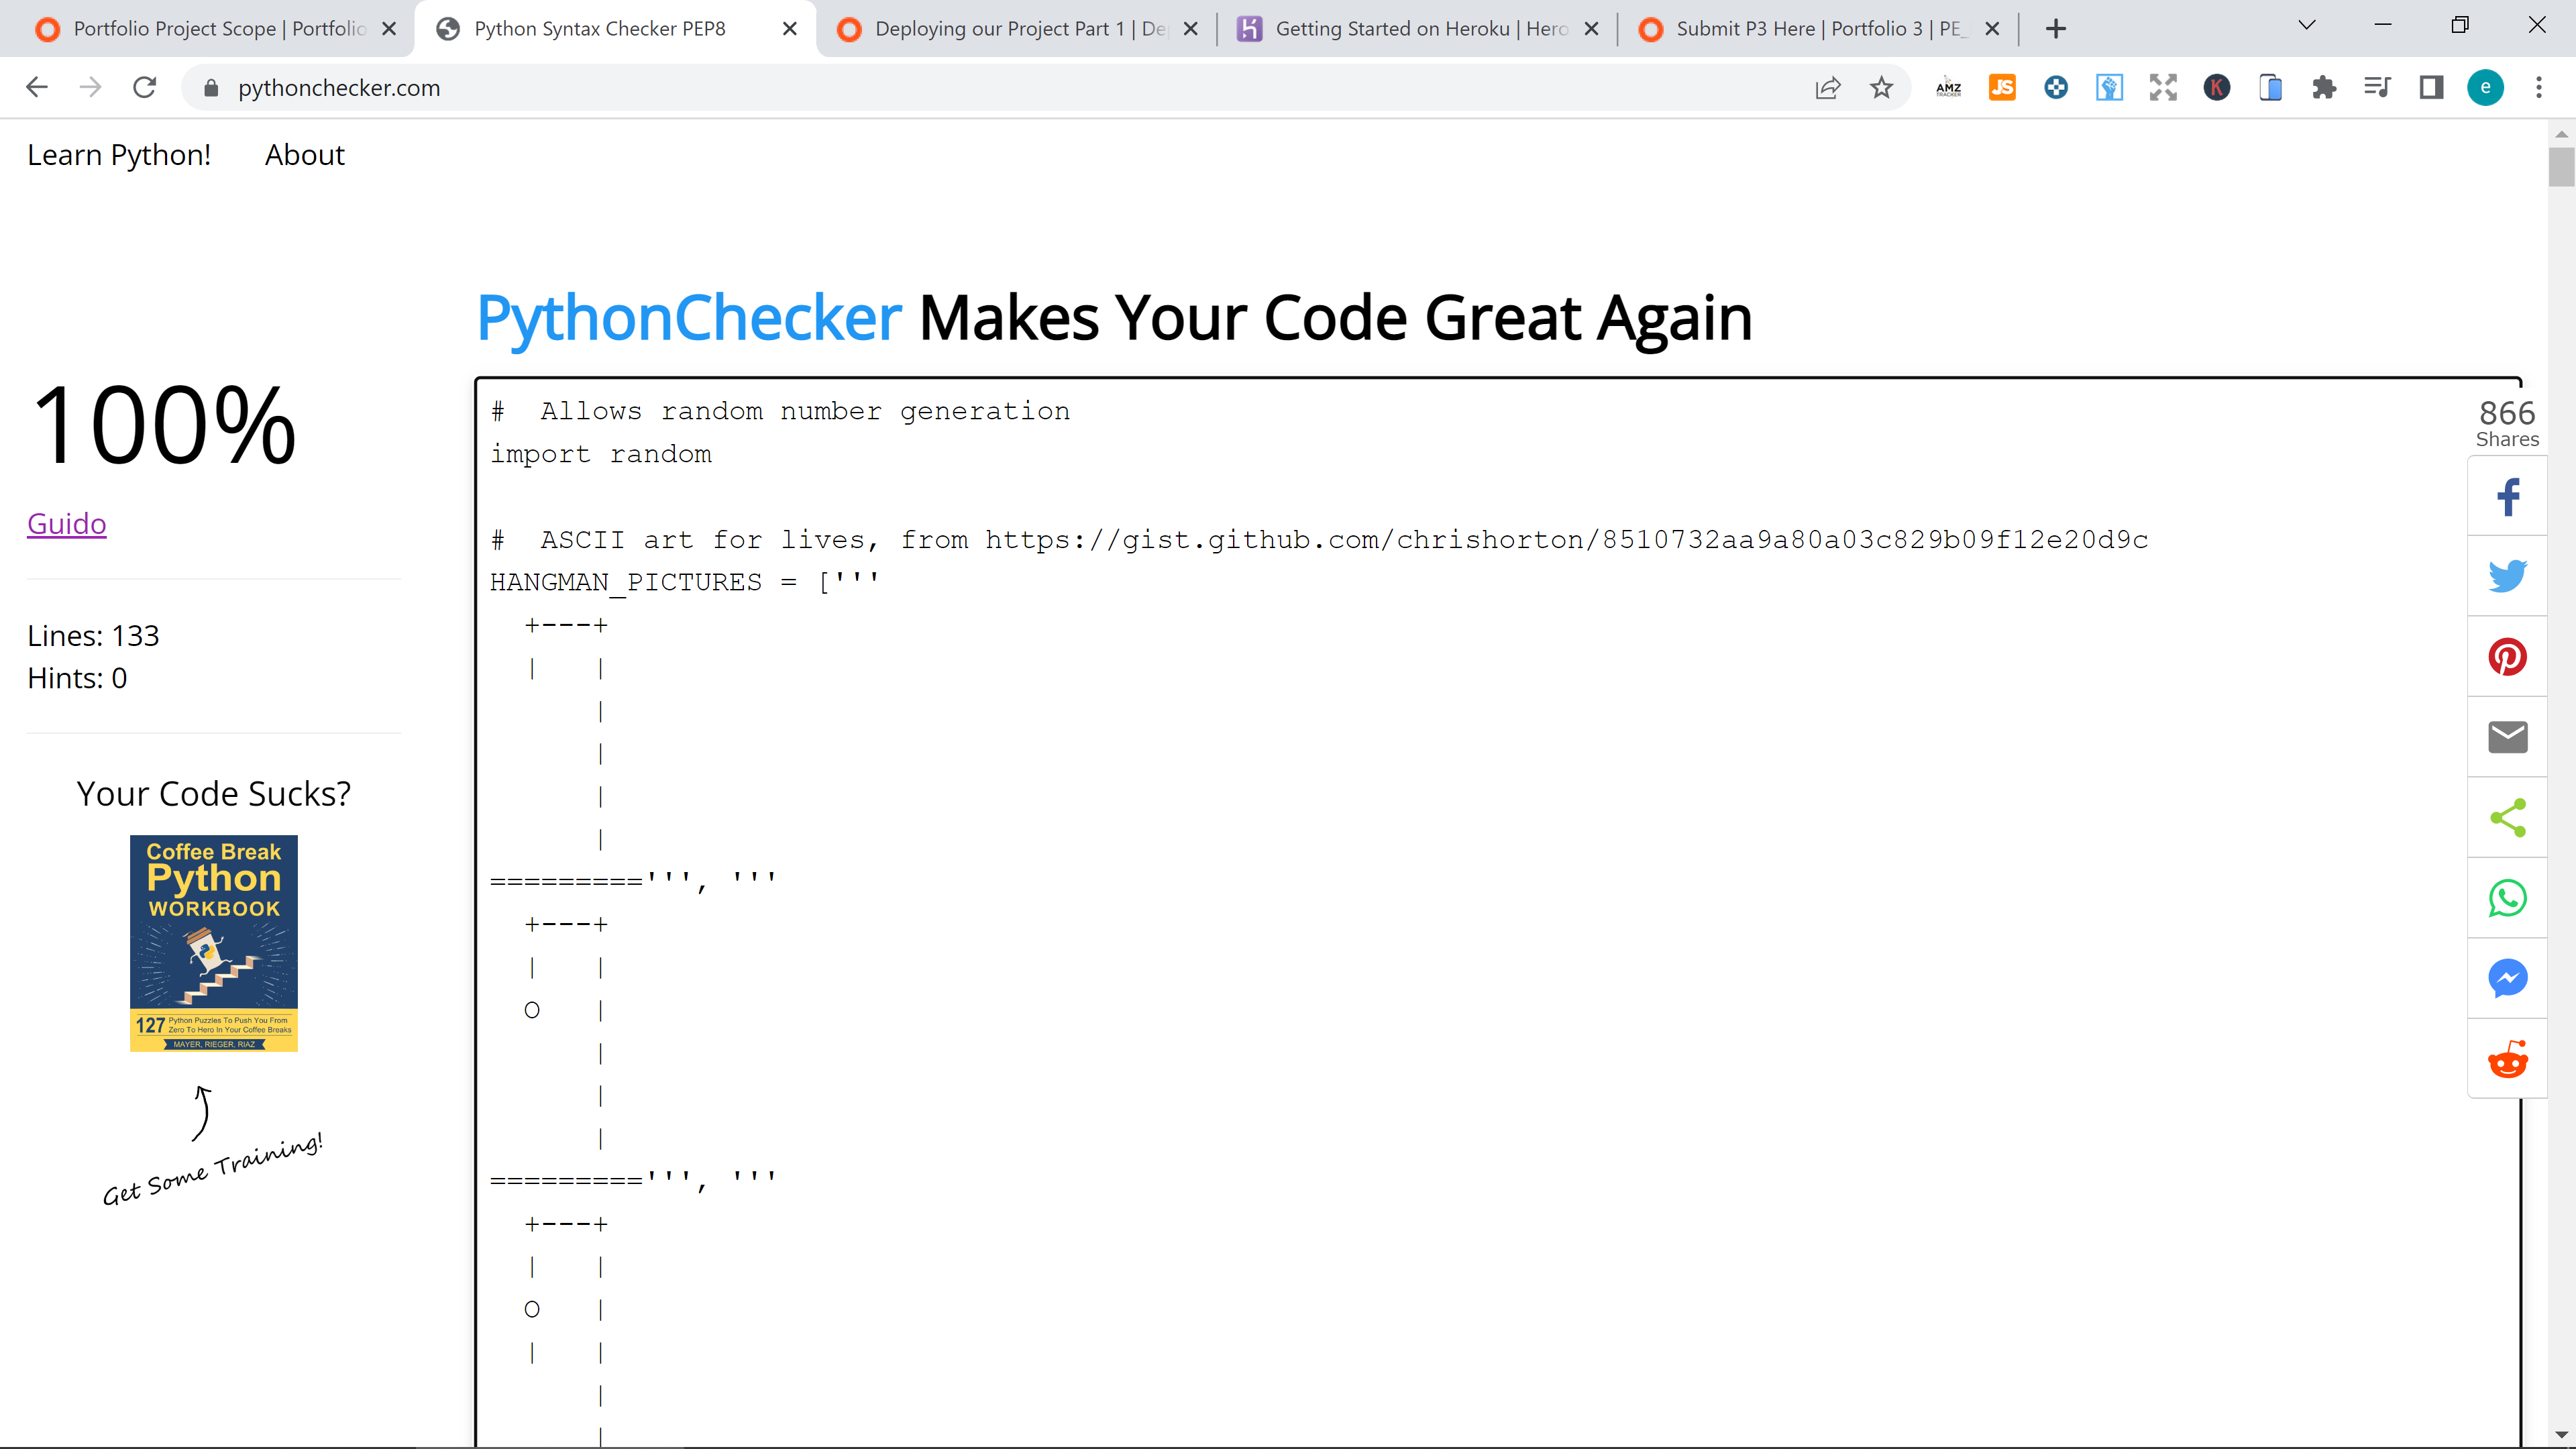 Portfolio Project Scope | Portfolio
Python Syntax Checker PEP8
Deploying our Project Part 1 | De
Getting Started on Heroku | Hero
Submit P3 Here | Portfolio 3 | PE_
pythonchecker.com
AMZ
TRACKER
JS
K
e
Learn Python!
About
PythonChecker Makes Your Code Great Again
100%
Guido
Lines: 133
Hints: 0
Your Code Sucks?
Coffee Break
Python
WORKBOOK
127 Python Puzzles To Push You From
Zero To Hero In Your Coffee Breaks
MAYER, RIEGER, RIAZ
Get Some Training!
#  Allows random number generation
import random
#  ASCII art for lives, from https://gist.github.com/chrishorton/8510732aa9a80a03c829b09f12e20d9c
HANGMAN_PICTURES = ['''
  +---+
  |   |
      |
      |
      |
      |
=========''', '''
  +---+
  |   |
  O   |
      |
      |
      |
=========''', '''
  +---+
  |   |
  O   |
  |   |
      |
      |
866
Shares